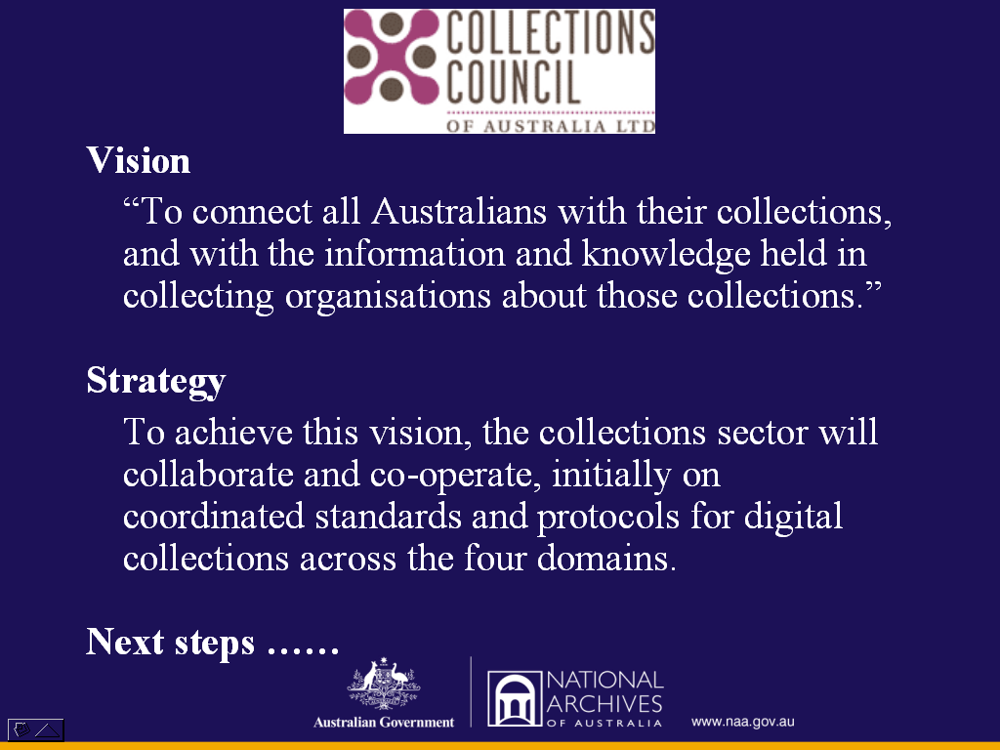 COLLECTIONS
COUNCIL
OF AUSTRALIA LTD
Vision
“To connect all Australians with their collections,
and with the information and knowledge held in
collecting organisations about those collections.”
Strategy
To achieve this vision, the collections sector will
collaborate and co-operate, initially on
coordinated standards and protocols for digital
collections across the four domains.
Next steps ……
Australian Government
NATIONAL
ARCHIVES
OF AUSTRALIA
www.naa.gov.au